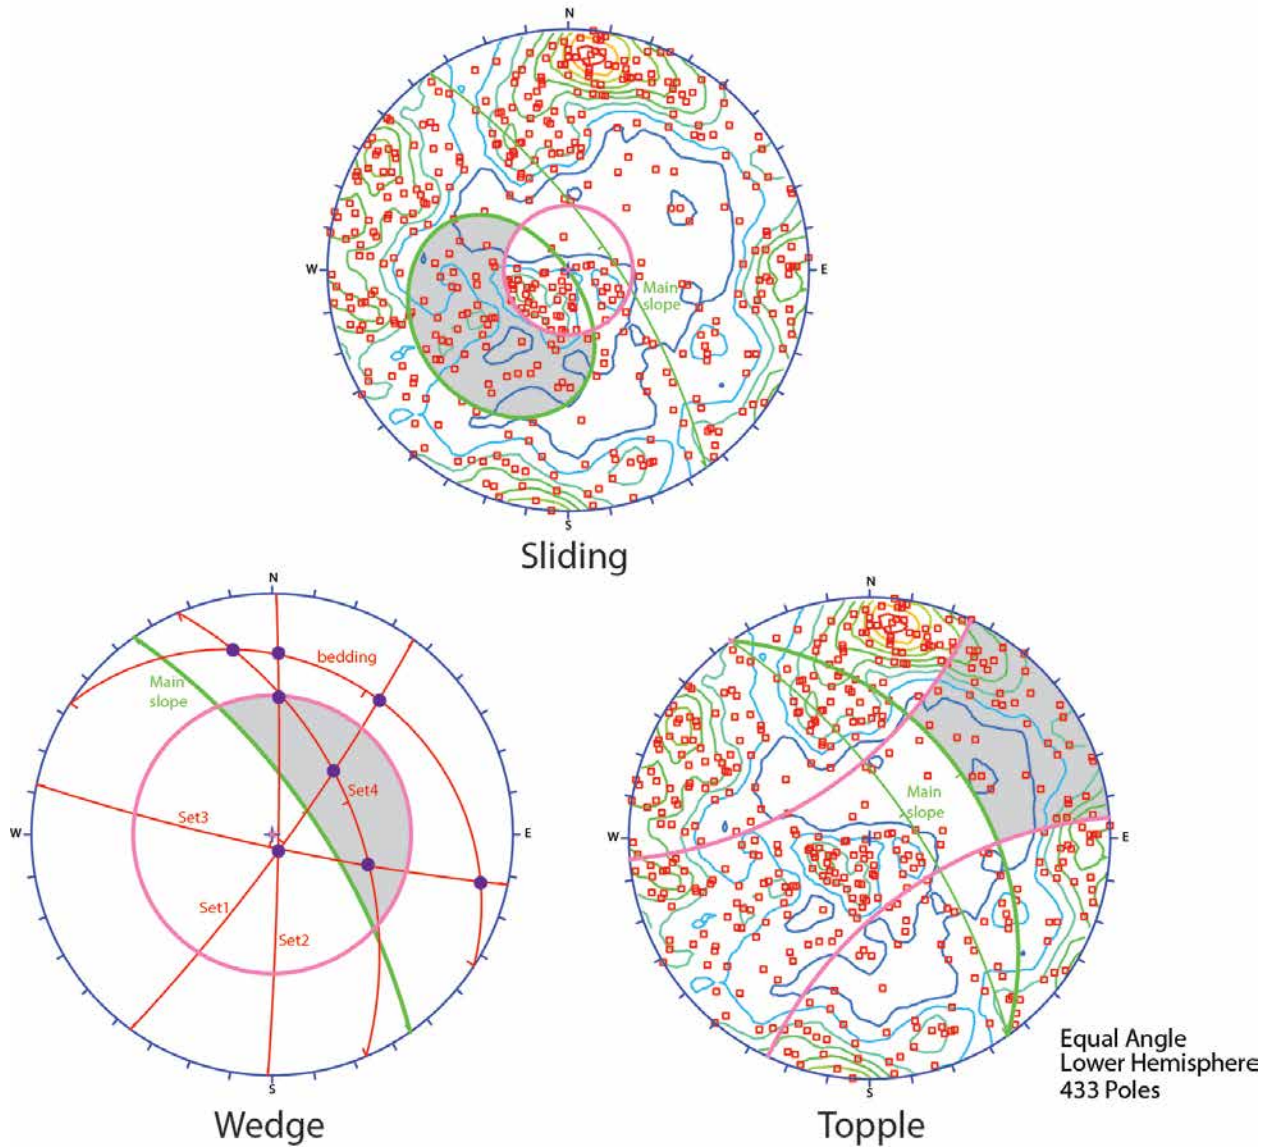 N
W
E
Main
slope
S
Sliding
N
bedding
Main
slope
Set4
Set3
W
E
Set1
Set2
S
Wedge
N
Main
slope
W
E
S
Topple
Equal Angle
Lower Hemisphere
433 Poles